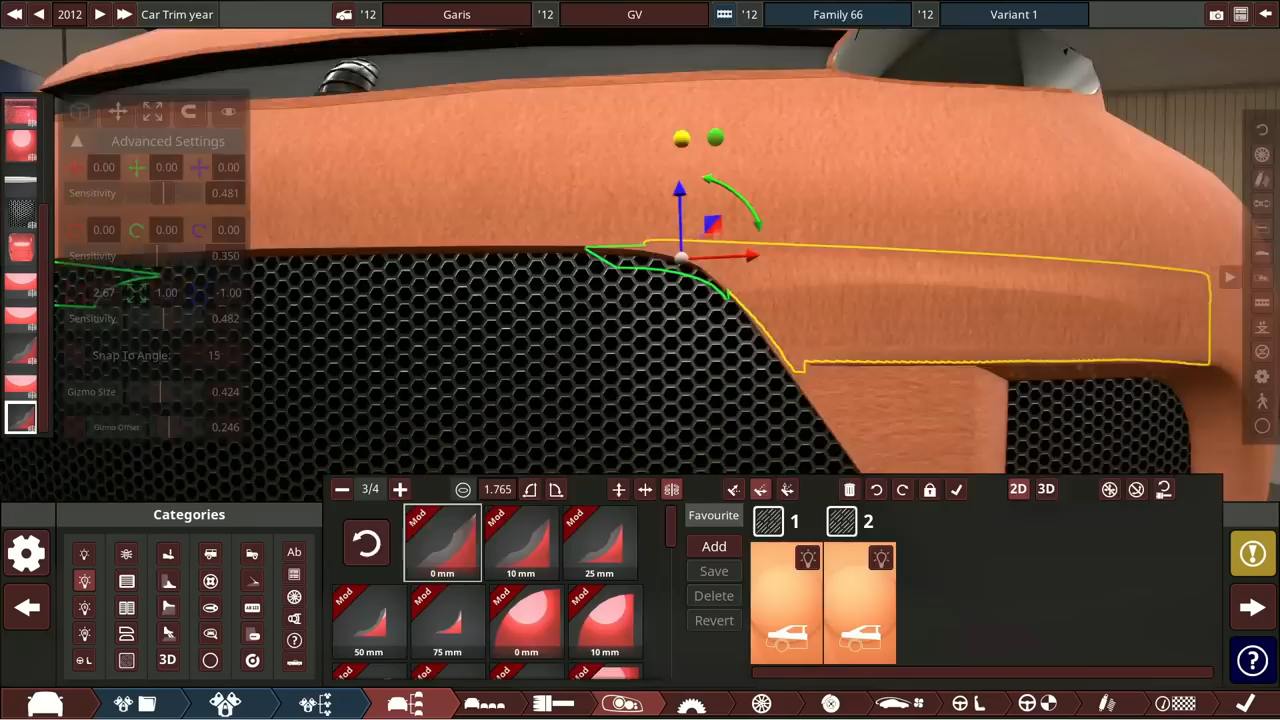 2012 Car Trim year '12 Garis '12 GV '12 Family 66 '12 Variant 1
Advanced Settings
0.00 0.00 0.00
Sensitivity 0.481
0.00 0.00 0.00
Sensitivity 0.350
2.67 1.00 -1.00
Sensitivity 0.482
Snap To Angle: 15
Gizmo Size 0.424
Gizmo Offset 0.246
3/4 1.765 2D 3D
Categories
Ab
3D
L
Mod Mod Mod
0 mm 10 mm 25 mm
Mod Mod Mod Mod
50 mm 75 mm 0 mm 10 mm
Mod Mod Mod Mod
Favourite
Add
Save
Delete
Revert
1 2